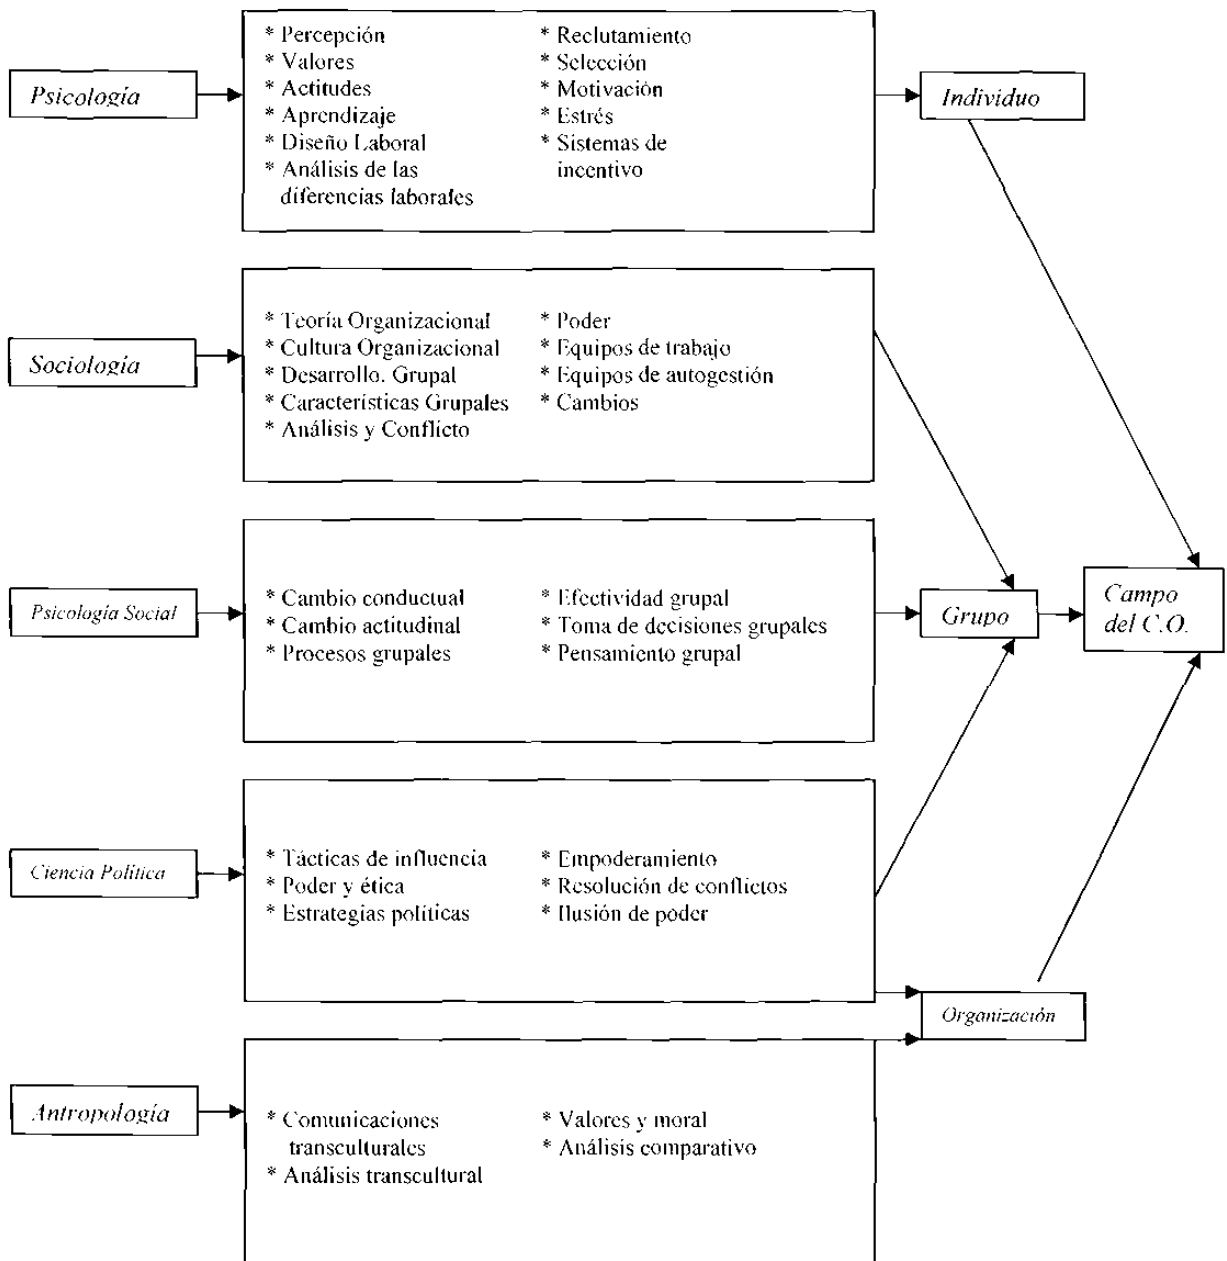 Psicología
* Percepción
* Valores
* Actitudes
* Aprendizaje
* Diseño Laboral
* Análisis de las
diferencias laborales
* Reclutamiento
* Selección
* Motivación
* Estrés
* Sistemas de
incentivo
Individuo
Sociología
* Teoría Organizacional
* Cultura Organizacional
* Desarrollo. Grupal
* Características Grupales
* Análisis y Conflicto
* Poder
* Equipos de trabajo
* Equipos de autogestión
* Cambios
Psicología Social
* Cambio conductual
* Cambio actitudinal
* Procesos grupales
* Efectividad grupal
* Toma de decisiones grupales
* Pensamiento grupal
Grupo
Campo
del C.O.
Ciencia Política
* Tácticas de influencia
* Poder y ética
* Estrategias políticas
* Empoderamiento
* Resolución de conflictos
* Ilusión de poder
Organización
Antropología
* Comunicaciones
transculturales
* Análisis transcultural
* Valores y moral
* Análisis comparativo